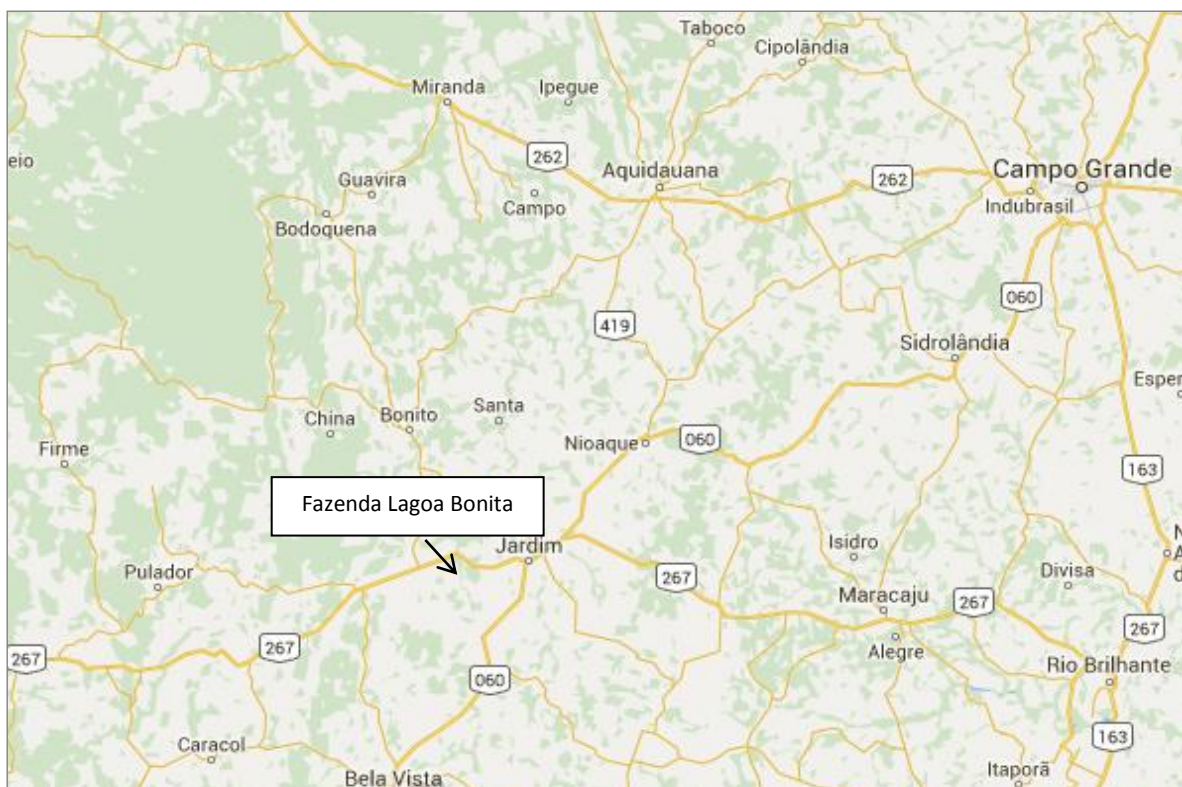 Taboco
Cipolândia
Miranda
Ipegue
262
eio
Aquidauana
262
Campo Grande
Guavira
Campo
Indubrasil
Bodoquena
060
419
Sidrolândia
Esper
China
Bonito
Santa
Nioaque
060
Firme
163
Fazenda Lagoa Bonita
Jardim
Isidro
N
A
d
Pulador
267
Divisa
Maracaju
267
267
267
267
Alegre
Rio Brilhante
060
163
Caracol
Bela Vista
Itaporã